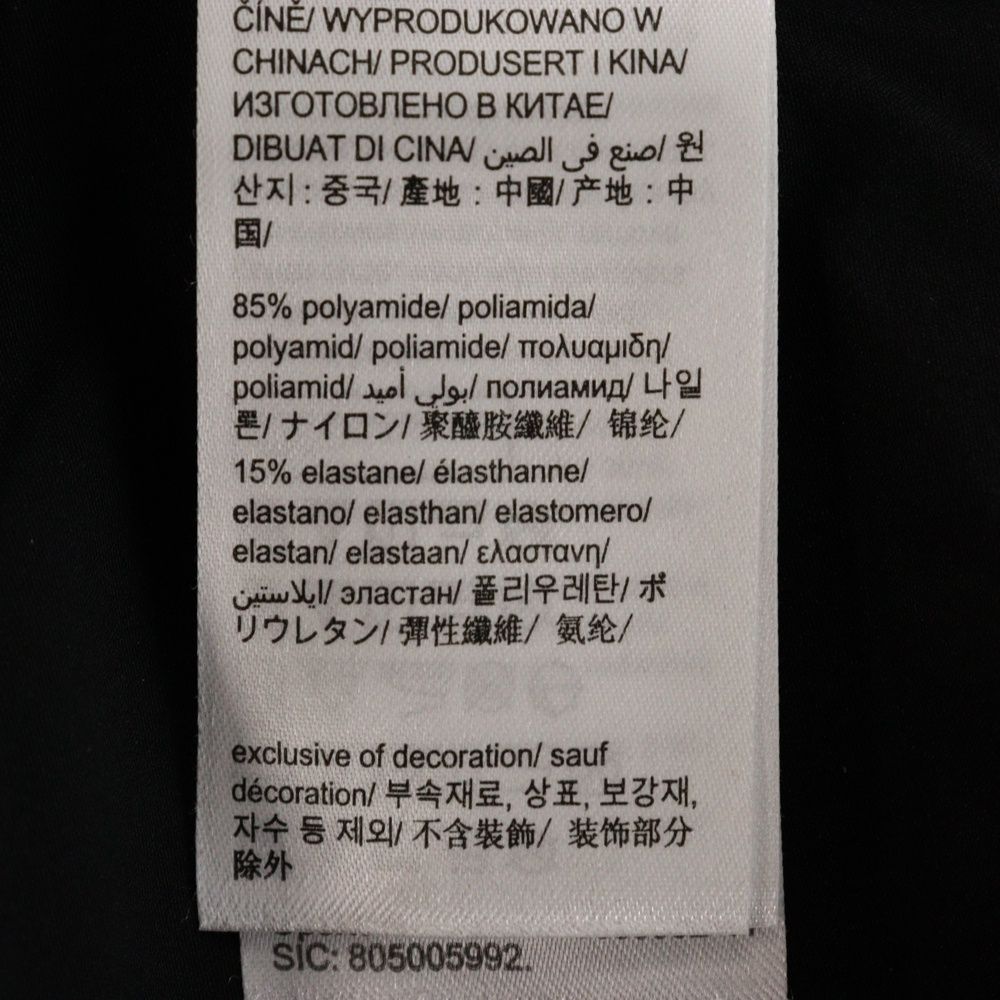 ČÍNĚ/ WYPRODUKOWANO W
CHINACH/ PRODUSERT I KINA/
ИЗГОТОВЛЕНО В КИТАЕ/
DIBUAT DI CINA/ صنع في الصين/ 원
산지 : 중국/ 產地 : 中國/ 产地 : 中
国/
85% polyamide/ poliamida/
polyamid/ poliamide/ πολυαμιδη/
poliamid/ بولي أميد/ полиамид/ 나일
론/ ナイロン/ 聚醯胺纖維/ 锦纶/
15% elastane/ élasthanne/
elastano/ elasthan/ elastomero/
elastan/ elastaan/ ελαστανη/
ايلاستين/ эластан/ 폴리우레탄/ ポ
リウレタン/ 彈性纖維/ 氨纶/
exclusive of decoration/ sauf
décoration/ 부속재료, 상표, 보강재,
자수 등 제외/ 不含裝飾/ 装饰部分
除外
SIC: 805005992.